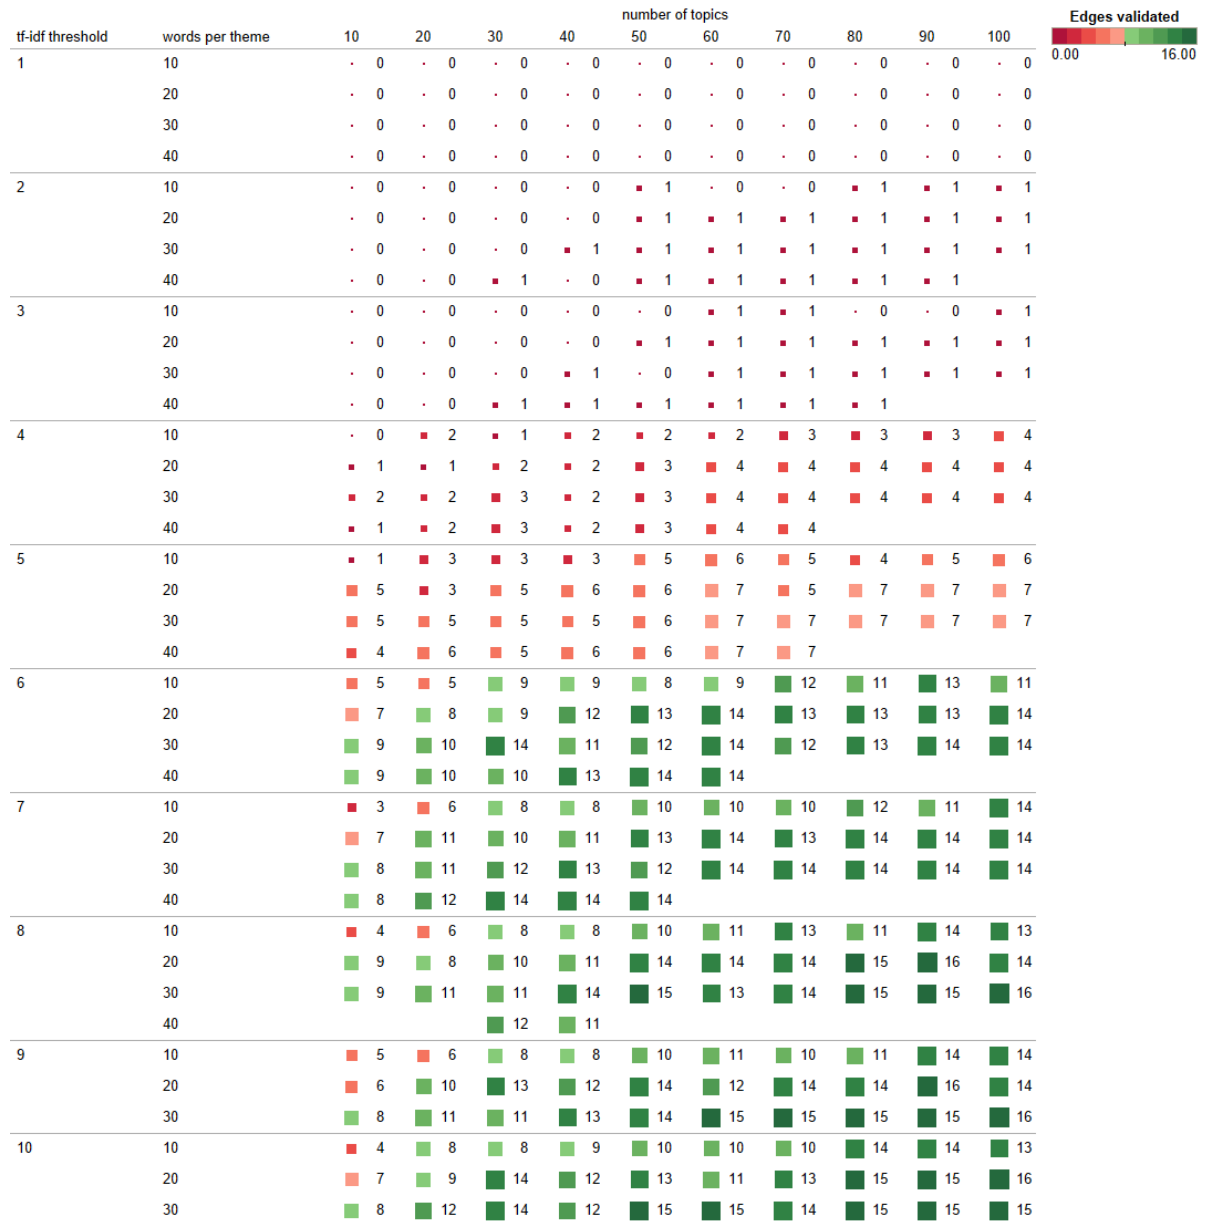 number of topics
Edges validated
tf-idf threshold words per theme 10 20 30 40 50 60 70 80 90 100
0.00 16.00
1 10 0 0 0 0 0 0 0 0 0 0
20 0 0 0 0 0 0 0 0 0 0
30 0 0 0 0 0 0 0 0 0 0
40 0 0 0 0 0 0 0 0 0 0
2 10 0 0 0 0 1 0 0 1 1 1
20 0 0 0 0 1 1 1 1 1 1
30 0 0 0 1 1 1 1 1 1 1
40 0 0 1 0 1 1 1 1 1
3 10 0 0 0 0 0 1 1 0 0 1
20 0 0 0 0 1 1 1 1 1 1
30 0 0 0 1 0 1 1 1 1 1
40 0 0 1 1 1 1 1 1
4 10 0 2 1 2 2 2 3 3 3 4
20 1 1 2 2 3 4 4 4 4 4
30 2 2 3 2 3 4 4 4 4 4
40 1 2 3 2 3 4 4
5 10 1 3 3 3 5 6 5 4 5 6
20 5 3 5 6 6 7 5 7 7 7
30 5 5 5 5 6 7 7 7 7 7
40 4 6 5 6 6 7 7
6 10 5 5 9 9 8 9 12 11 13 11
20 7 8 9 12 13 14 13 13 13 14
30 9 10 14 11 12 14 12 13 14 14
40 9 10 10 13 14 14
7 10 3 6 8 8 10 10 10 12 11 14
20 7 11 10 11 13 14 13 14 14 14
30 8 11 12 13 12 14 14 14 14 14
40 8 12 14 14 14
8 10 4 6 8 8 10 11 13 11 14 13
20 9 8 10 11 14 14 14 15 16 14
30 9 11 11 14 15 13 14 15 15 16
40 12 11
9 10 5 6 8 8 10 11 10 11 14 14
20 6 10 13 12 14 12 14 14 16 14
30 8 11 11 13 14 15 15 15 15 16
10 10 4 8 8 9 10 10 10 14 14 13
20 7 9 14 12 13 11 13 15 15 16
30 8 12 14 12 15 15 14 15 15 15